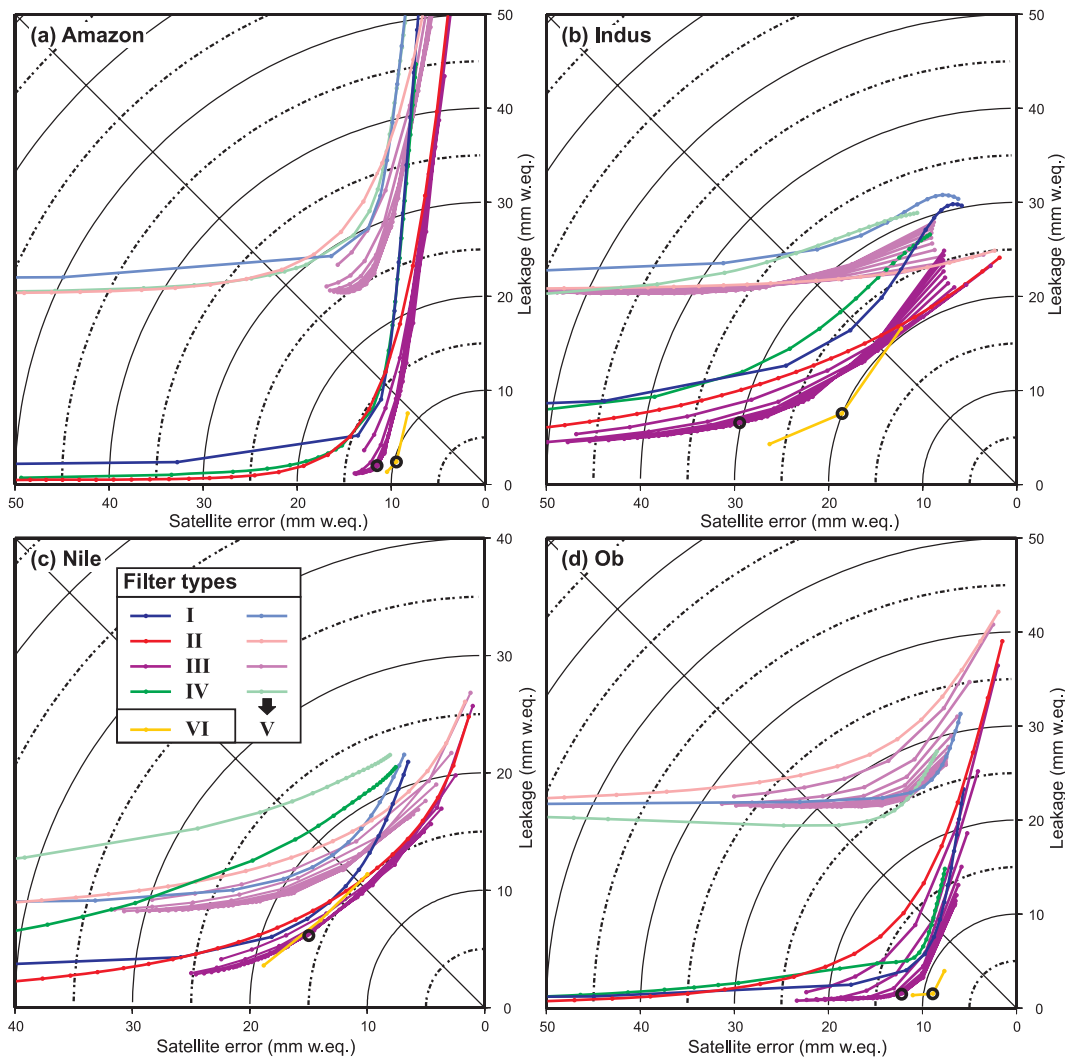 (a) Amazon
50
40
30
20
10
0
Leakage (mm w.eq.)
50 40 30 20 10 0
Satellite error (mm w.eq.)
(b) Indus
50
40
30
20
10
0
Leakage (mm w.eq.)
50 40 30 20 10 0
Satellite error (mm w.eq.)
(c) Nile
Filter types
I
II
III
IV
VI V
40
30
20
10
0
Leakage (mm w.eq.)
40 30 20 10 0
Satellite error (mm w.eq.)
(d) Ob
50
40
30
20
10
0
Leakage (mm w.eq.)
50 40 30 20 10 0
Satellite error (mm w.eq.)